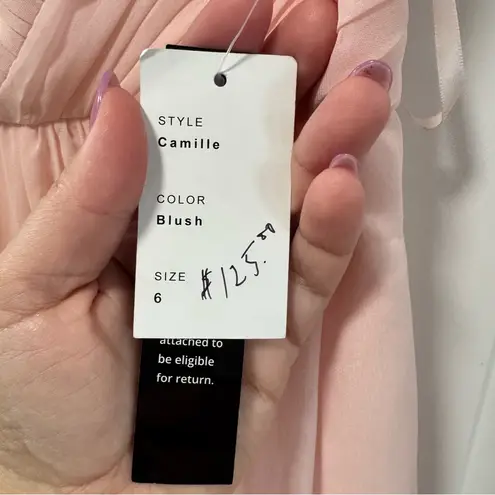 STYLE
Camille
COLOR
Blush
SIZE
6
$125.00
attached to
be eligible
for return.